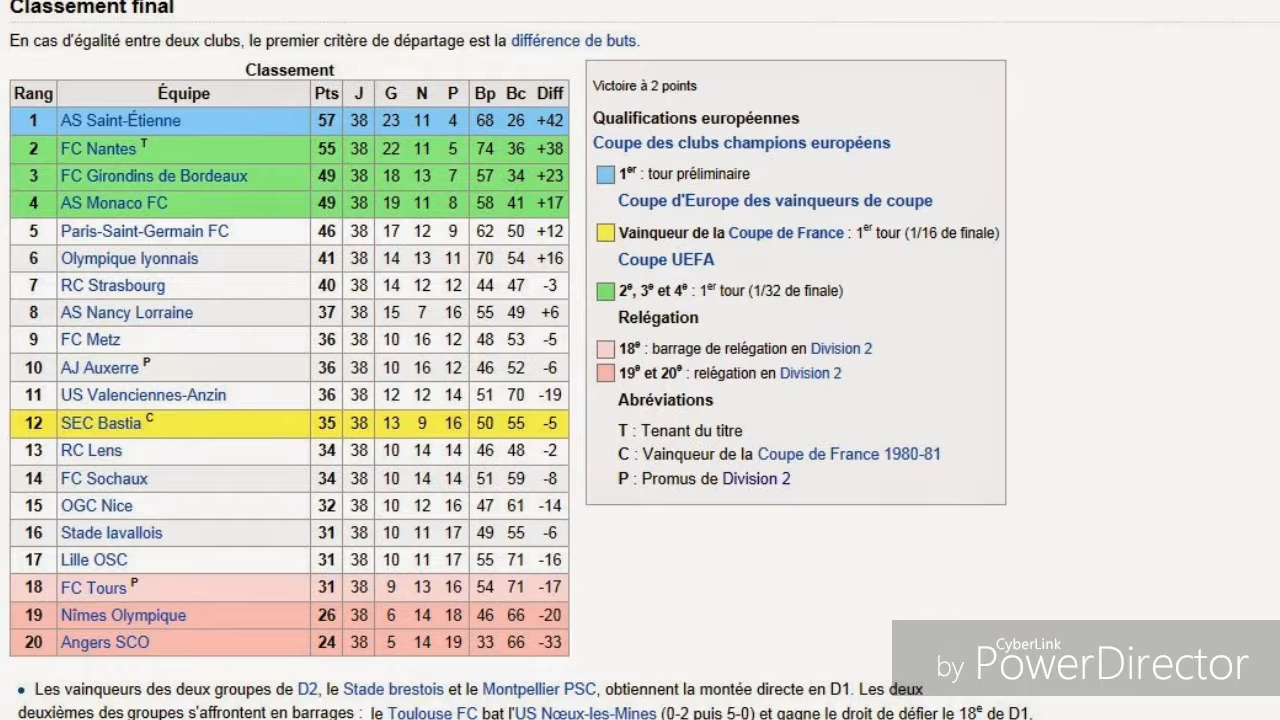 Classement final
En cas d'égalité entre deux clubs, le premier critère de départage est la différence de buts.
Classement
Rang Équipe Pts J G N P Bp Bc Diff
1 AS Saint-Étienne 57 38 23 11 4 68 26 +42
2 FC Nantes T 55 38 22 11 5 74 36 +38
3 FC Girondins de Bordeaux 49 38 18 13 7 57 34 +23
4 AS Monaco FC 49 38 19 11 8 58 41 +17
5 Paris-Saint-Germain FC 46 38 17 12 9 62 50 +12
6 Olympique lyonnais 41 38 14 13 11 70 54 +16
7 RC Strasbourg 40 38 14 12 12 44 47 -3
8 AS Nancy Lorraine 37 38 15 7 16 55 49 +6
9 FC Metz 36 38 10 16 12 48 53 -5
10 AJ Auxerre P 36 38 10 16 12 46 52 -6
11 US Valenciennes-Anzin 36 38 12 12 14 51 70 -19
12 SEC Bastia C 35 38 13 9 16 50 55 -5
13 RC Lens 34 38 10 14 14 46 48 -2
14 FC Sochaux 34 38 10 14 14 51 59 -8
15 OGC Nice 32 38 10 12 16 47 61 -14
16 Stade lavallois 31 38 10 11 17 49 55 -6
17 Lille OSC 31 38 10 11 17 55 71 -16
18 FC Tours P 31 38 9 13 16 54 71 -17
19 Nîmes Olympique 26 38 6 14 18 46 66 -20
20 Angers SCO 24 38 5 14 19 33 66 -33
Victoire à 2 points
Qualifications européennes
Coupe des clubs champions européens
1er : tour préliminaire
Coupe d'Europe des vainqueurs de coupe
Vainqueur de la Coupe de France : 1er tour (1/16 de finale)
Coupe UEFA
2e, 3e et 4e : 1er tour (1/32 de finale)
Relégation
18e : barrage de relégation en Division 2
19e et 20e : relégation en Division 2
Abréviations
T : Tenant du titre
C : Vainqueur de la Coupe de France 1980-81
P : Promus de Division 2
• Les vainqueurs des deux groupes de D2, le Stade brestois et le Montpellier PSC, obtiennent la montée directe en D1. Les deux
deuxièmes des groupes s'affrontent en barrages : le Toulouse FC bat l'US Nœux-les-Mines (0-2 puis 5-0) et gagne le droit de défier le 18e de D1.
CyberLink
by PowerDirector